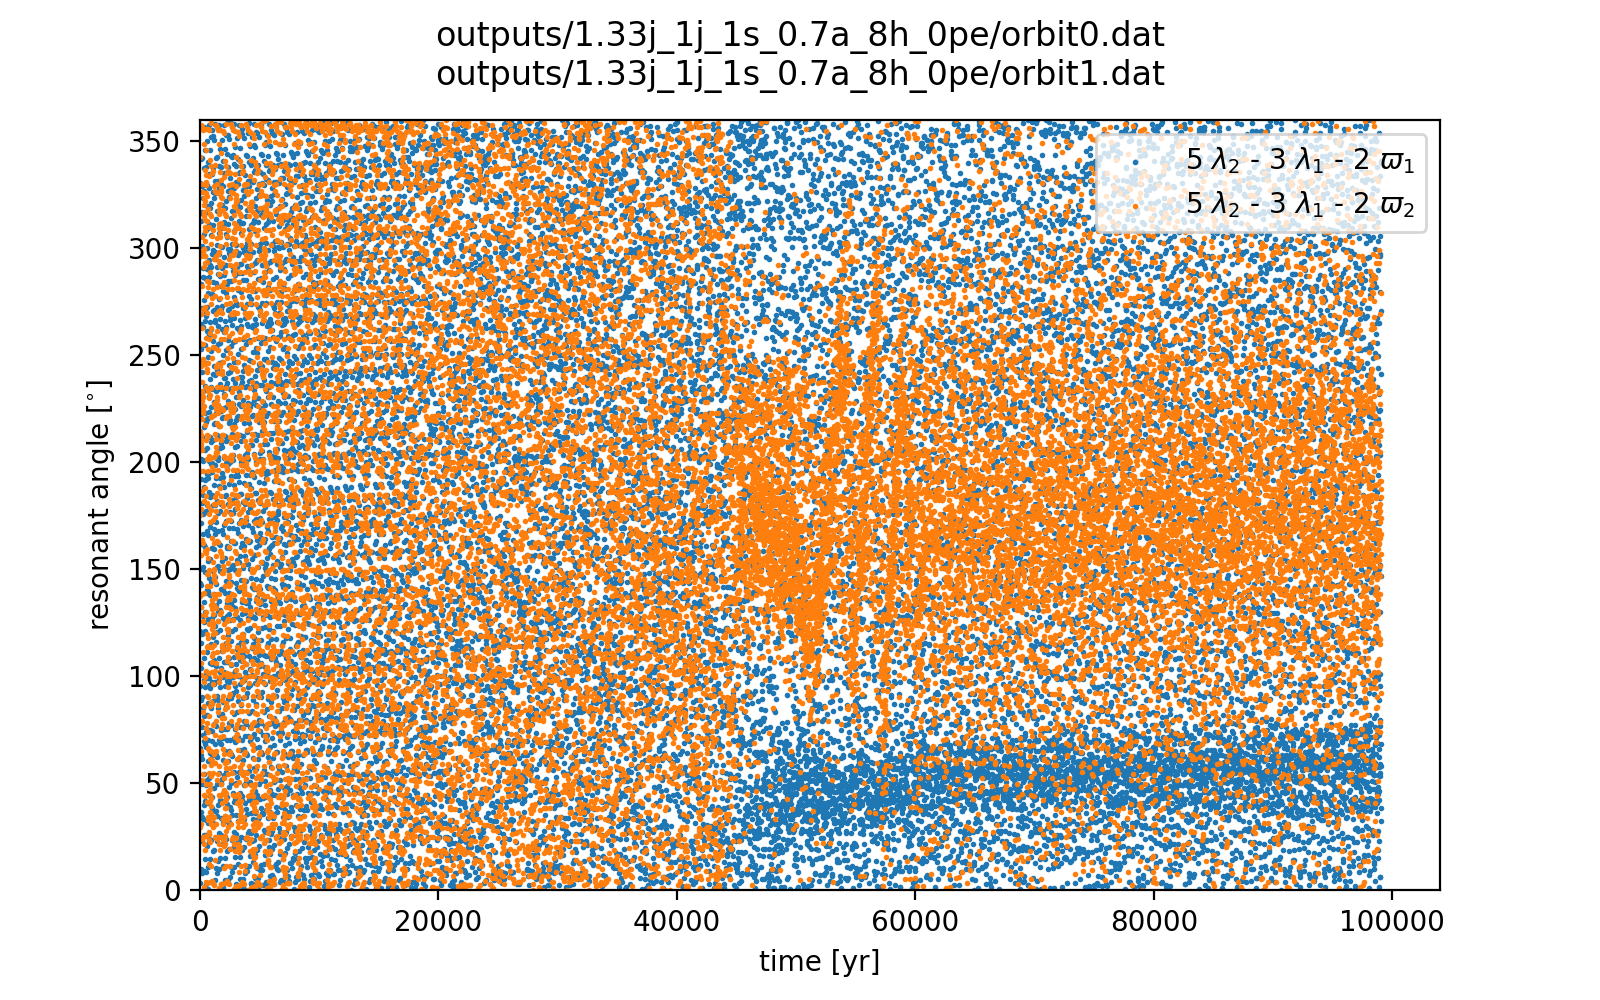 outputs/1.33j_1j_1s_0.7a_8h_0pe/orbit0.dat
outputs/1.33j_1j_1s_0.7a_8h_0pe/orbit1.dat
350
300
250
200
150
100
50
0
resonant angle [°]
5 λ₂ - 3 λ₁ - 2 ϖ₁
5 λ₂ - 3 λ₁ - 2 ϖ₂
0 20000 40000 60000 80000 100000
time [yr]